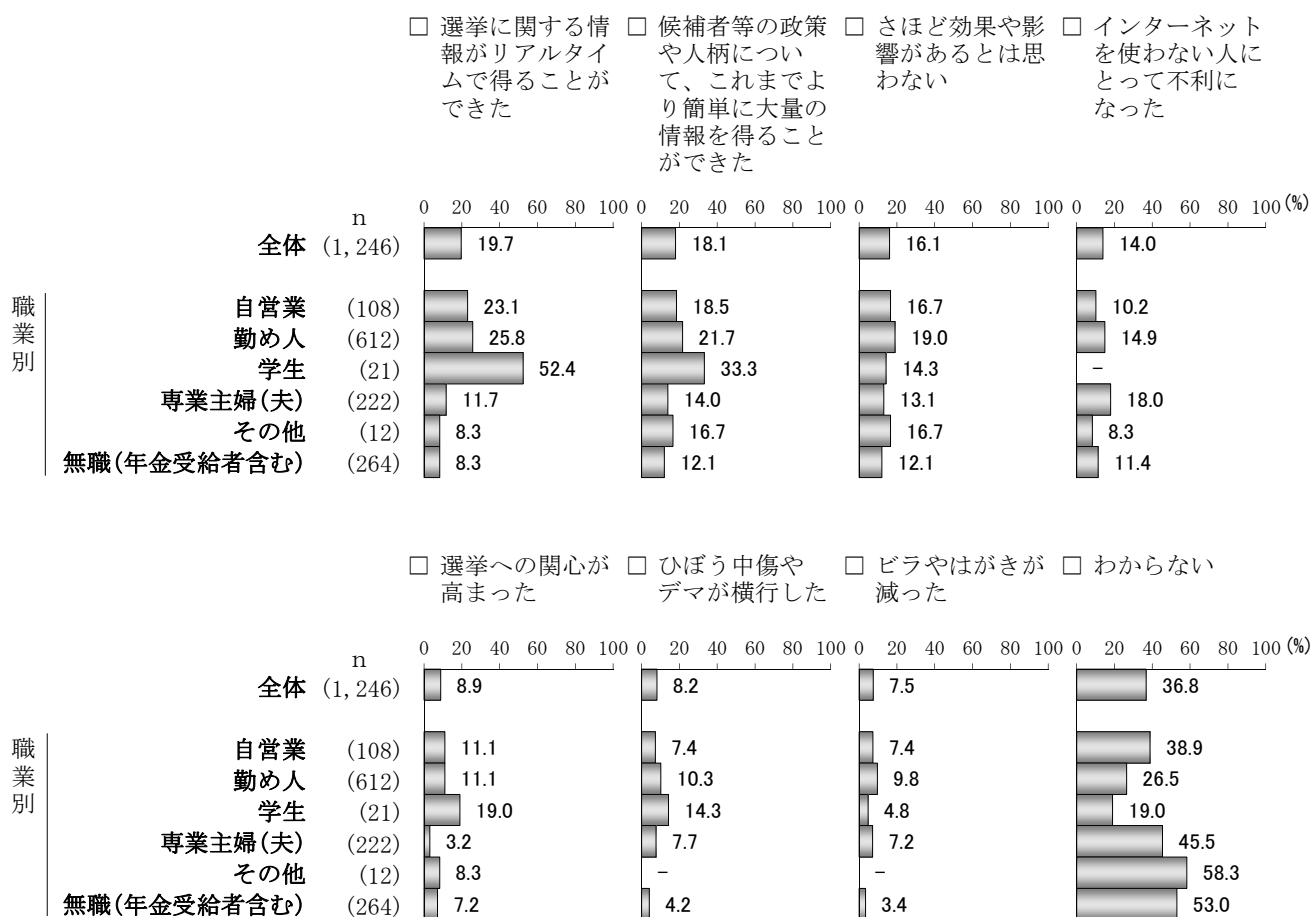 □ 選挙に関する情報がリアルタイムで得ることができた
□ 候補者等の政策や人柄について、これまでより簡単に大量の情報を得ることができた
□ さほど効果や影響があるとは思わない
□ インターネットを使わない人にとって不利になった
0 20 40 60 80 100 0 20 40 60 80 100 0 20 40 60 80 100 0 20 40 60 80 100 (%)
n
全体 (1,246) 19.7 18.1 16.1 14.0
職業別
自営業 (108) 23.1 18.5 16.7 10.2
勤め人 (612) 25.8 21.7 19.0 14.9
学生 (21) 52.4 33.3 14.3 -
専業主婦(夫) (222) 11.7 14.0 13.1 18.0
その他 (12) 8.3 16.7 16.7 8.3
無職(年金受給者含む) (264) 8.3 12.1 12.1 11.4
□ 選挙への関心が高まった
□ ひぼう中傷やデマが横行した
□ ビラやはがきが減った
□ わからない
0 20 40 60 80 100 0 20 40 60 80 100 0 20 40 60 80 100 0 20 40 60 80 100 (%)
n
全体 (1,246) 8.9 8.2 7.5 36.8
職業別
自営業 (108) 11.1 7.4 7.4 38.9
勤め人 (612) 11.1 10.3 9.8 26.5
学生 (21) 19.0 14.3 4.8 19.0
専業主婦(夫) (222) 3.2 7.7 7.2 45.5
その他 (12) 8.3 - - 58.3
無職(年金受給者含む) (264) 7.2 4.2 3.4 53.0